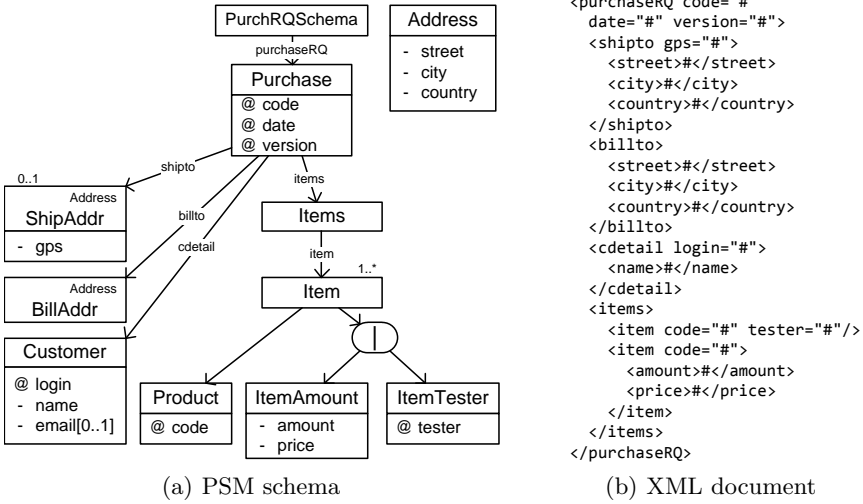 PurchRQSchema
purchaseRQ
Purchase
@ code
@ date
@ version
Address
- street
- city
- country
shipto
billto
cdetail
items
0..1
Address
ShipAddr
- gps
Address
BillAddr
Customer
@ login
- name
- email[0..1]
Items
item
1..*
Item
|
Product
@ code
ItemAmount
- amount
- price
ItemTester
@ tester
(a) PSM schema
<purchaseRQ code="#"
date="#" version="#">
<shipto gps="#">
<street>#</street>
<city>#</city>
<country>#</country>
</shipto>
<billto>
<street>#</street>
<city>#</city>
<country>#</country>
</billto>
<cdetail login="#">
<name>#</name>
</cdetail>
<items>
<item code="#" tester="#"/>
<item code="#">
<amount>#</amount>
<price>#</price>
</item>
</items>
</purchaseRQ>
(b) XML document